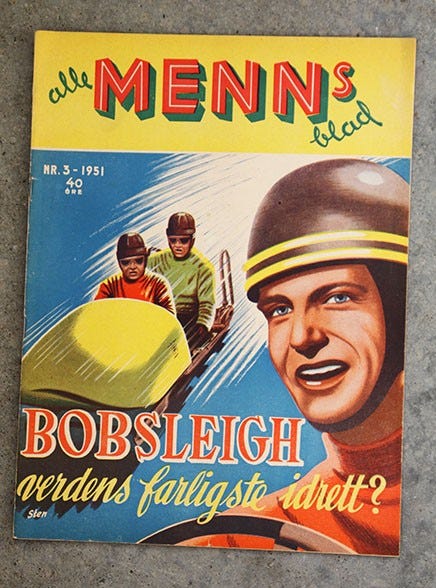 alle MENNs
blad
NR. 3 - 1951
40
ØRE
BOBSLEIGH
verdens farligste idrett?
Sten